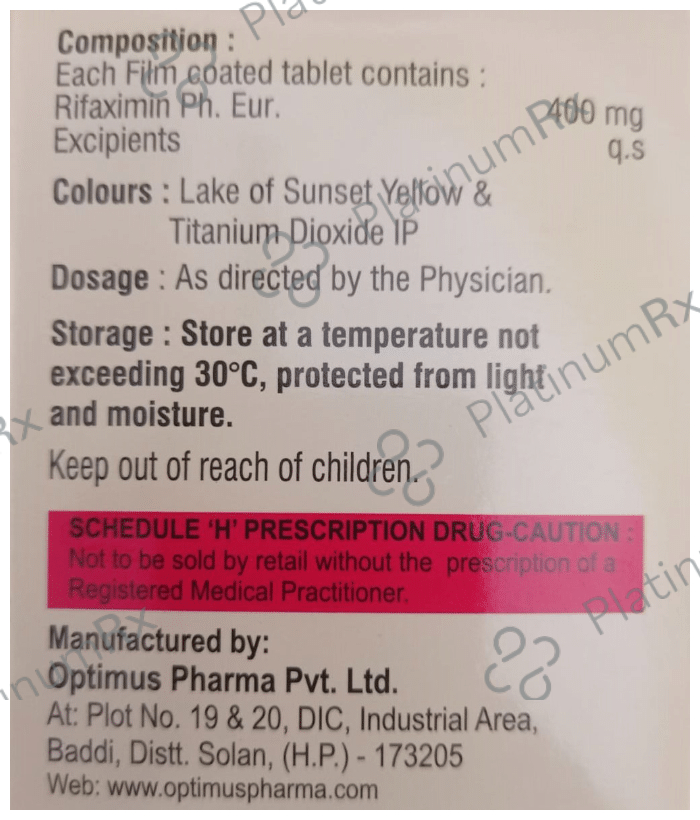 Composition :
Each Film coated tablet contains :
Rifaximin Ph. Eur. 400 mg
Excipients q.s
Colours : Lake of Sunset Yellow &
Titanium Dioxide IP
Dosage : As directed by the Physician.
Storage : Store at a temperature not
exceeding 30°C, protected from light
and moisture.
Keep out of reach of children.
SCHEDULE 'H' PRESCRIPTION DRUG-CAUTION :
Not to be sold by retail without the prescription of a
Registered Medical Practitioner.
Manufactured by:
Optimus Pharma Pvt. Ltd.
At: Plot No. 19 & 20, DIC, Industrial Area,
Baddi, Distt. Solan, (H.P.) - 173205
Web: www.optimuspharma.com
Platin
PlatinumRx
PlatinumRx
Rx
Platin
inumRx